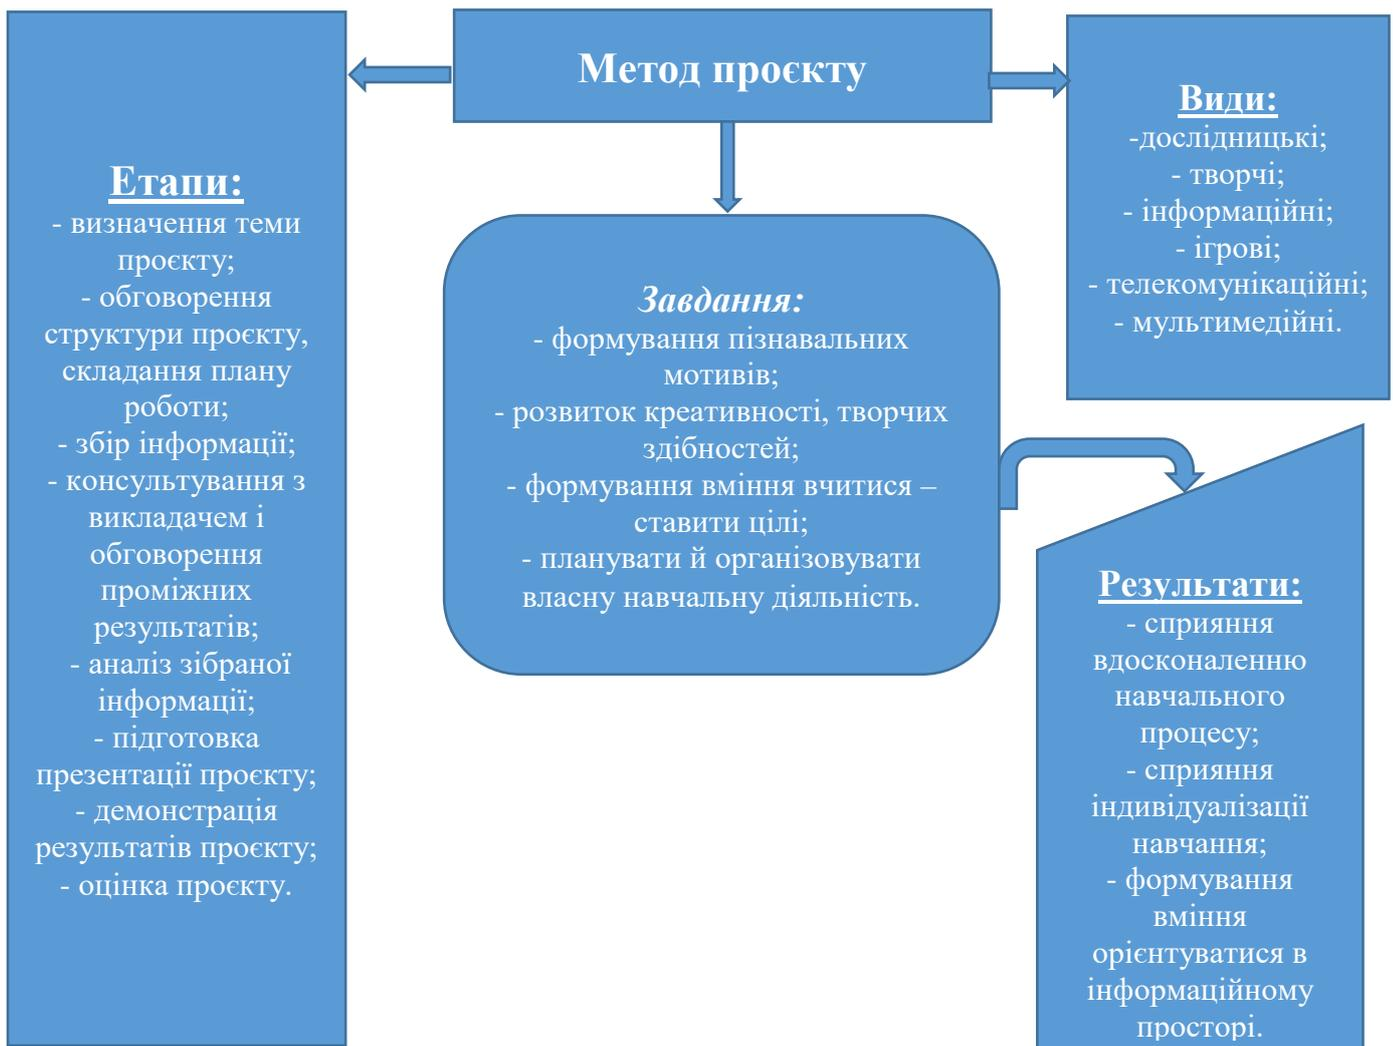 Метод проєкту
Етапи:
- визначення теми
проєкту;
- обговорення
структури проєкту,
складання плану
роботи;
- збір інформації;
- консультування з
викладачем і
обговорення
проміжних
результатів;
- аналіз зібраної
інформації;
- підготовка
презентації проєкту;
- демонстрація
результатів проєкту;
- оцінка проєкту.
Завдання:
- формування пізнавальних
мотивів;
- розвиток креативності, творчих
здібностей;
- формування вміння вчитися –
ставити цілі;
- планувати й організовувати
власну навчальну діяльність.
Види:
-дослідницькі;
- творчі;
- інформаційні;
- ігрові;
- телекомунікаційні;
- мультимедійні.
Результати:
- сприяння
вдосконаленню
навчального
процесу;
- сприяння
індивідуалізації
навчання;
- формування
вміння
орієнтуватися в
інформаційному
просторі.